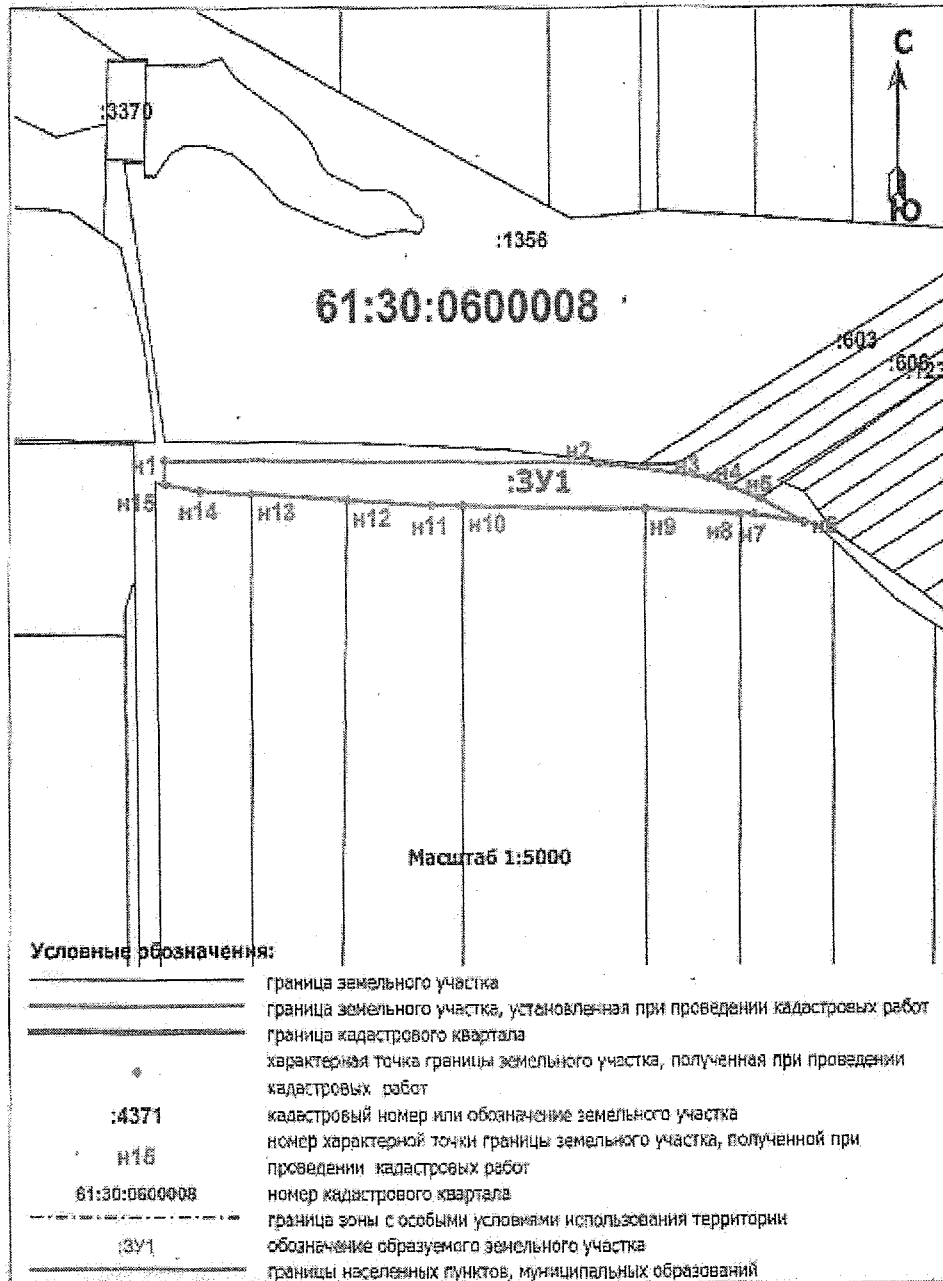 С
:3370
Ю
:1356
61:30:0600008
:603
:606
н1
н2
н3
н4
:ЗУ1
н5
н15
н14
н13
н12
н11
н10
н9
н8
н7
н6
Масштаб 1:5000
Условные обозначения:
граница земельного участка
граница земельного участка, установленная при проведении кадастровых работ
граница кадастрового квартала
характерная точка границы земельного участка, полученная при проведении
кадастровых работ
:4371
кадастровый номер или обозначение земельного участка
н15
номер характерной точки границы земельного участка, полученной при
проведении кадастровых работ
61:30:0600008
номер кадастрового квартала
граница зоны с особыми условиями использования территории
:ЗУ1
обозначение образуемого земельного участка
границы населенных пунктов, муниципальных образований